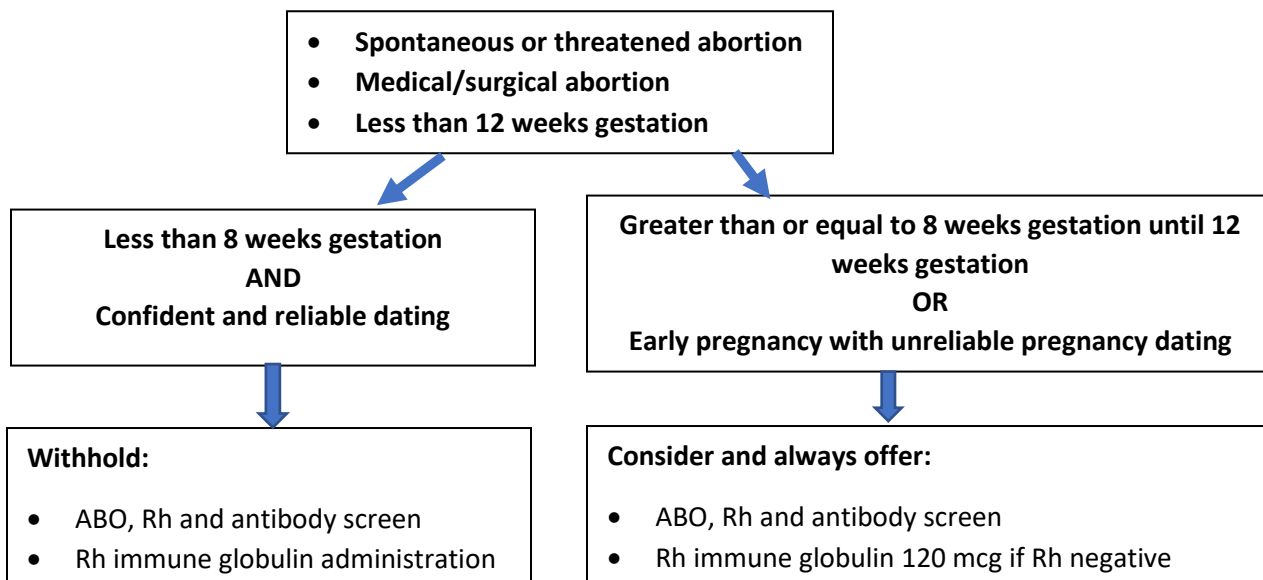 • Spontaneous or threatened abortion
• Medical/surgical abortion
• Less than 12 weeks gestation
Less than 8 weeks gestation
AND
Confident and reliable dating
Greater than or equal to 8 weeks gestation until 12
weeks gestation
OR
Early pregnancy with unreliable pregnancy dating
Withhold:
• ABO, Rh and antibody screen
• Rh immune globulin administration
Consider and always offer:
• ABO, Rh and antibody screen
• Rh immune globulin 120 mcg if Rh negative